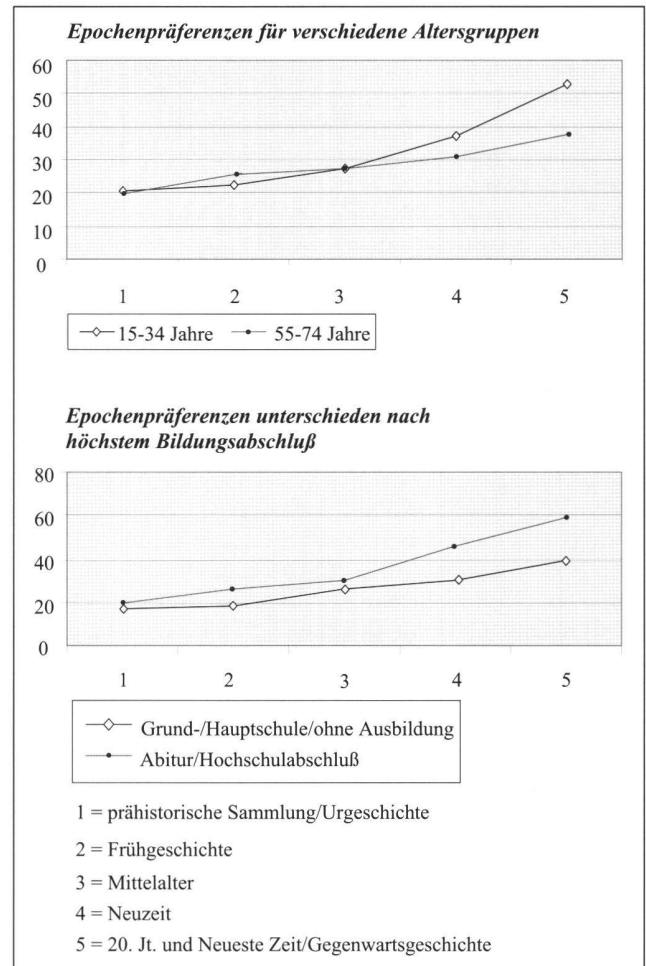 Epochenpräferenzen für verschiedene Altersgruppen
60
50
40
30
20
10
0
1 2 3 4 5
15-34 Jahre 55-74 Jahre
Epochenpräferenzen unterschieden nach
höchstem Bildungsabschluß
80
60
40
20
0
1 2 3 4 5
Grund-/Hauptschule/ohne Ausbildung
Abitur/Hochschulabschluß
1 = prähistorische Sammlung/Urgeschichte
2 = Frühgeschichte
3 = Mittelalter
4 = Neuzeit
5 = 20. Jt. und Neueste Zeit/Gegenwartsgeschichte